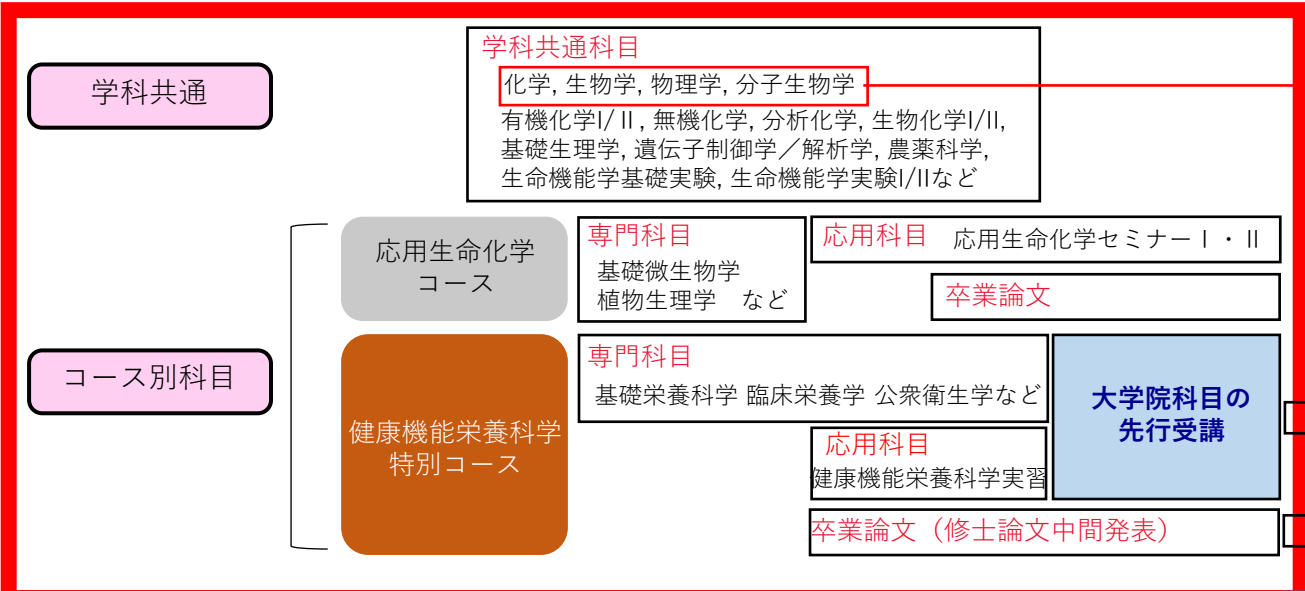 学科共通
学科共通科目
化学, 生物学, 物理学, 分子生物学
有機化学I/Ⅱ, 無機化学, 分析化学, 生物化学I/II,
基礎生理学, 遺伝子制御学／解析学, 農薬科学,
生命機能学基礎実験, 生命機能学実験I/IIなど
コース別科目
応用生命化学
コース
専門科目
基礎微生物学
植物生理学　など
応用科目　応用生命化学セミナーⅠ・Ⅱ
卒業論文
健康機能栄養科学
特別コース
専門科目
基礎栄養科学 臨床栄養学 公衆衛生学など
応用科目
健康機能栄養科学実習
大学院科目の
先行受講
卒業論文（修士論文中間発表）